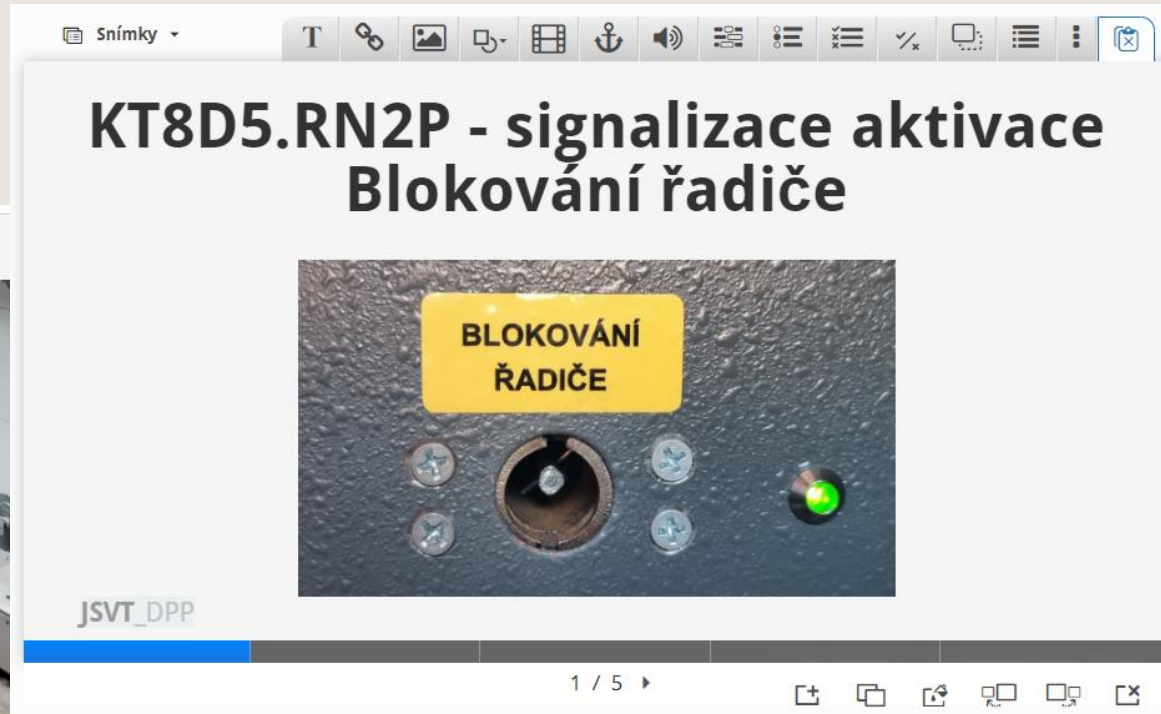 Snímky
T
KT8D5.RN2P - signalizace aktivace
Blokování řadiče
BLOKOVÁNÍ
ŘADIČE
JSVT_DPP
1 / 5